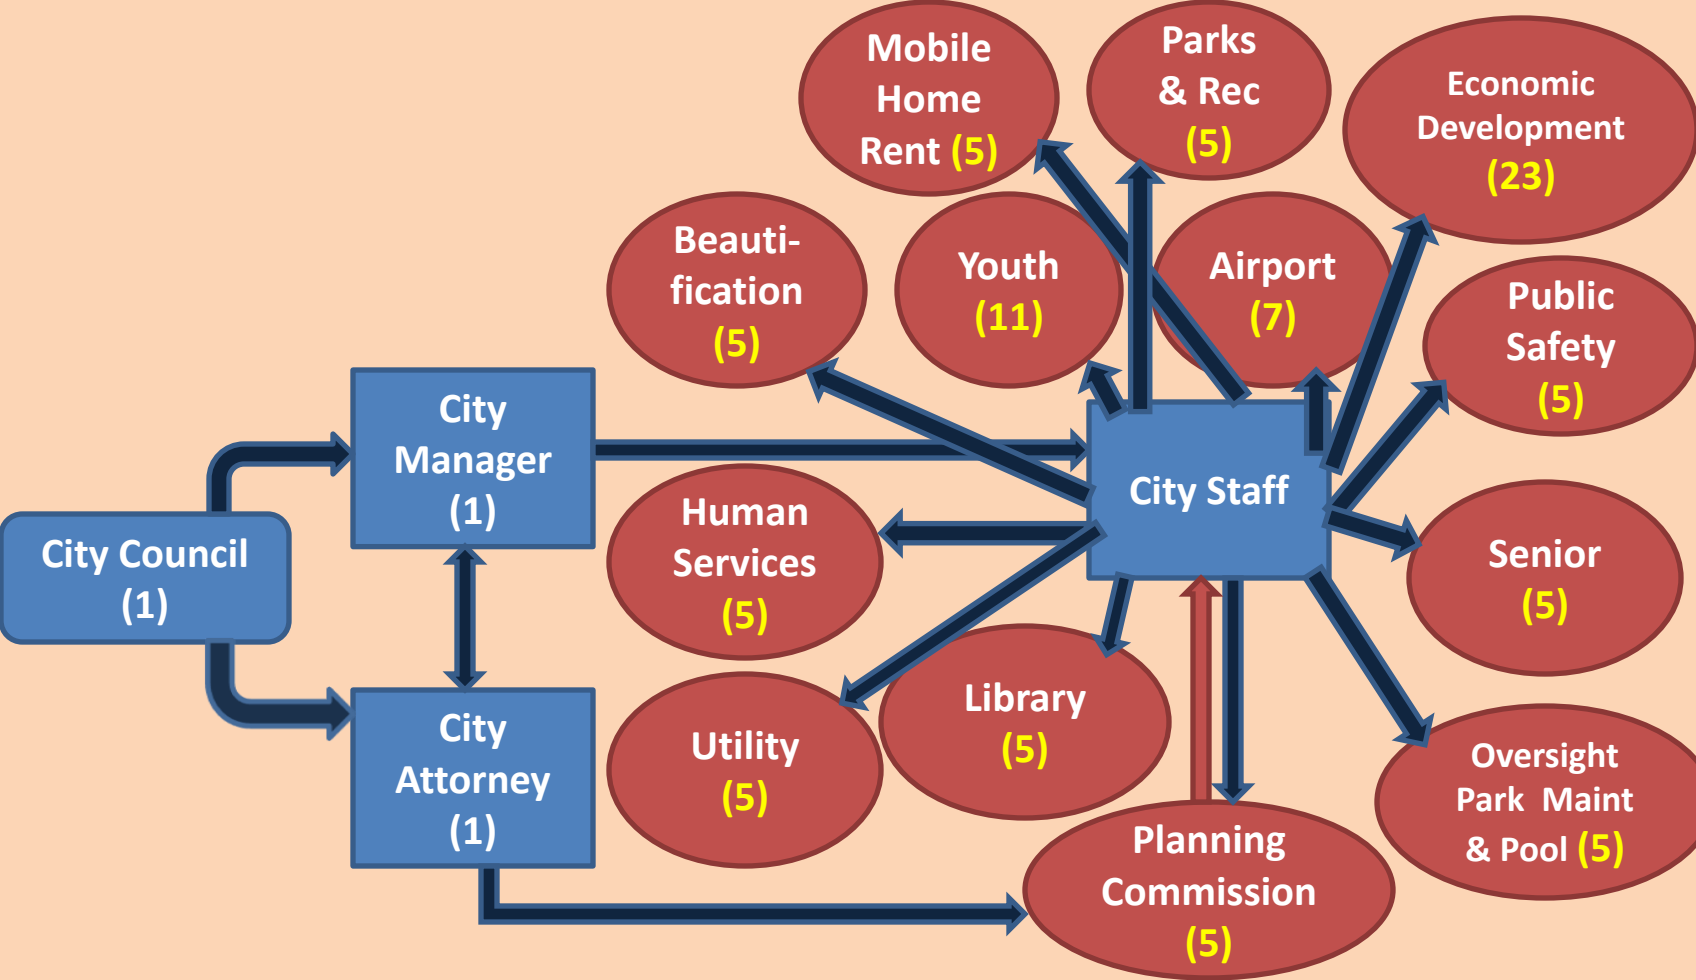 Mobile
Home
Rent (5)
Parks
& Rec
(5)
Economic
Development
(23)
Beauti-
fication
(5)
Youth
(11)
Airport
(7)
Public
Safety
(5)
City
Manager
(1)
City Staff
City Council
(1)
Human
Services
(5)
Senior
(5)
City
Attorney
(1)
Utility
(5)
Library
(5)
Oversight
Park  Maint
& Pool (5)
Planning
Commission
(5)